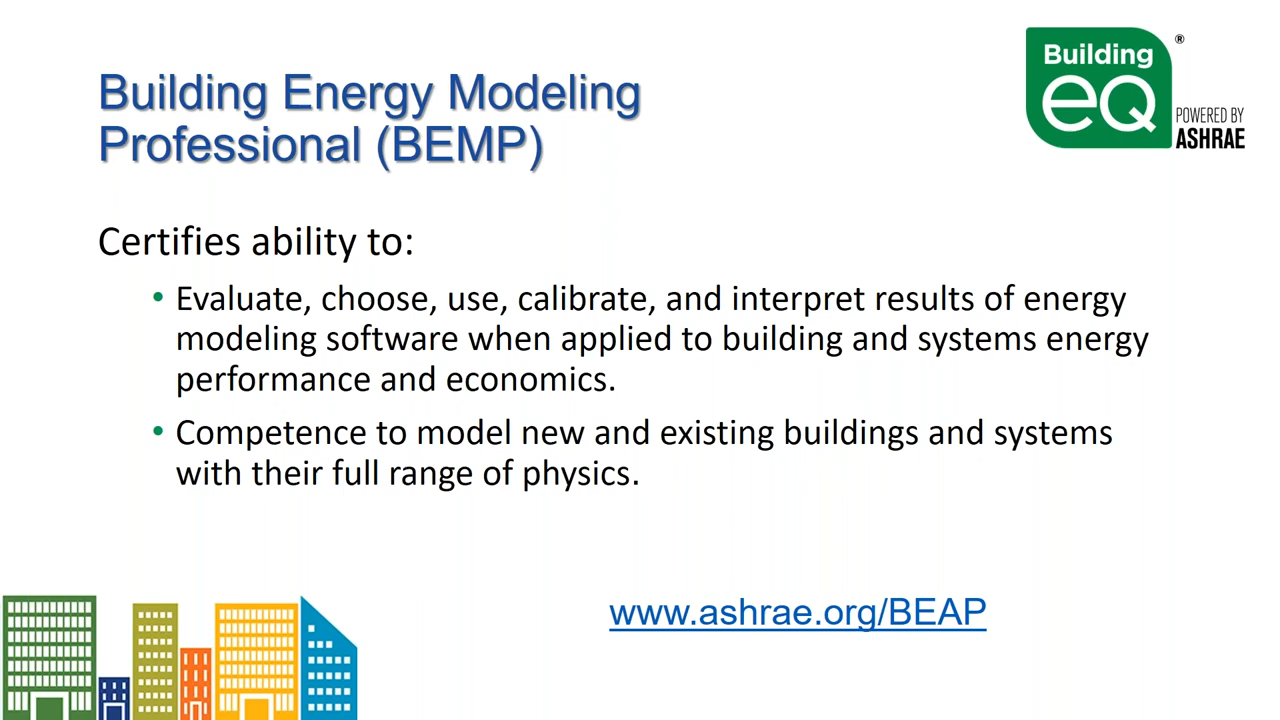 Building Energy Modeling
Professional (BEMP)
Building
eQ
®
POWERED BY
ASHRAE
Certifies ability to:
• Evaluate, choose, use, calibrate, and interpret results of energy
modeling software when applied to building and systems energy
performance and economics.
• Competence to model new and existing buildings and systems
with their full range of physics.
www.ashrae.org/BEAP